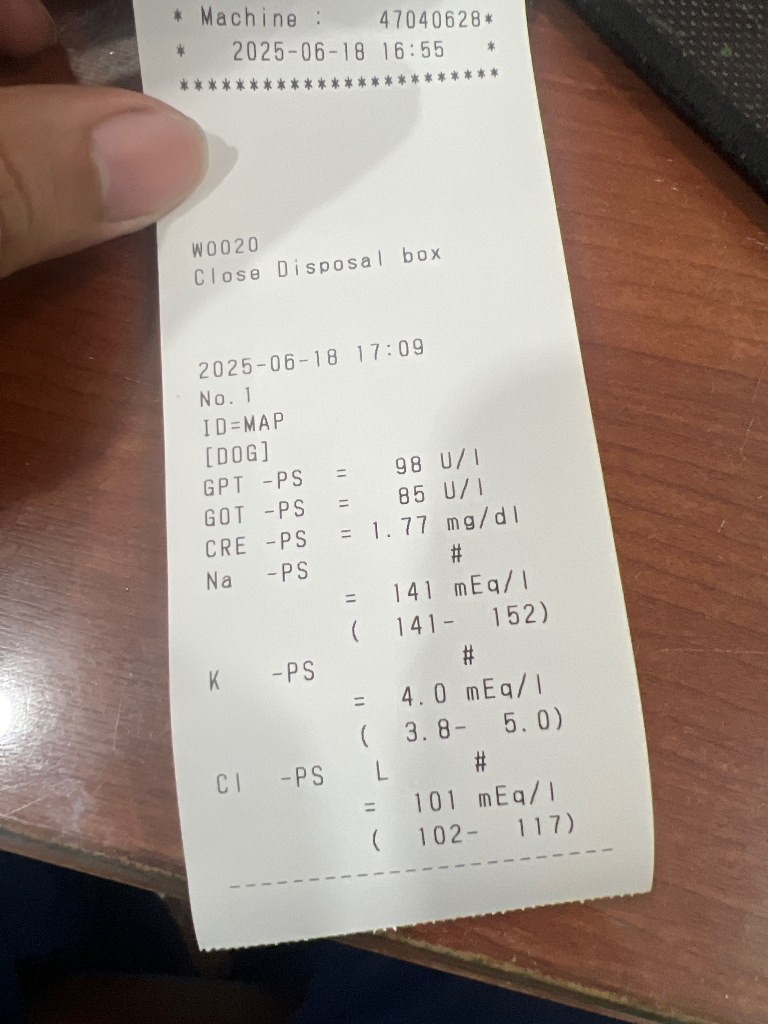 * Machine : 47040628*
* 2025-06-18 16:55 *
***********************
W0020
Close Disposal box
2025-06-18 17:09
No.1
ID=MAP
[DOG]
GPT -PS = 98 U/l
GOT -PS = 85 U/l
CRE -PS = 1.77 mg/dl
Na -PS #
= 141 mEq/l
( 141- 152)
K -PS #
= 4.0 mEq/l
( 3.8- 5.0)
Cl -PS L #
= 101 mEq/l
( 102- 117)